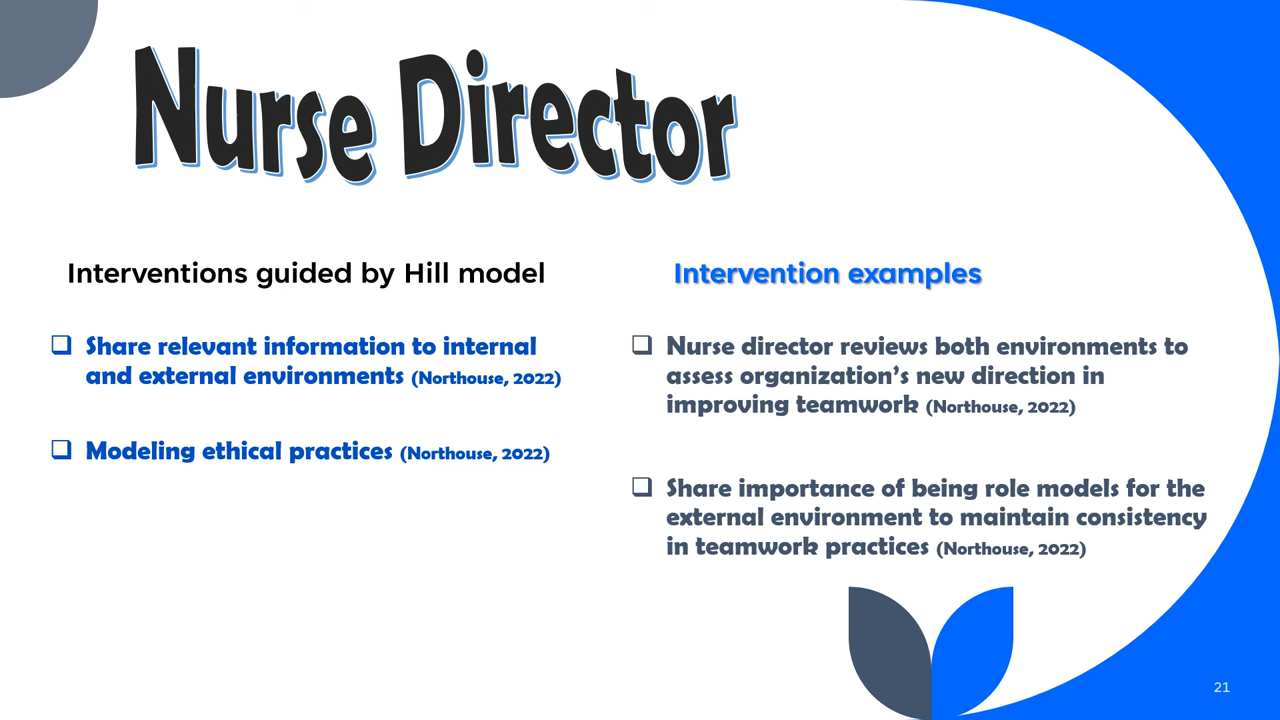 Nurse Director
Interventions guided by Hill model
❑ Share relevant information to internal
and external environments (Northouse, 2022)
❑ Modeling ethical practices (Northouse, 2022)
Intervention examples
❑ Nurse director reviews both environments to
assess organization’s new direction in
improving teamwork (Northouse, 2022)
❑ Share importance of being role models for the
external environment to maintain consistency
in teamwork practices (Northouse, 2022)
21